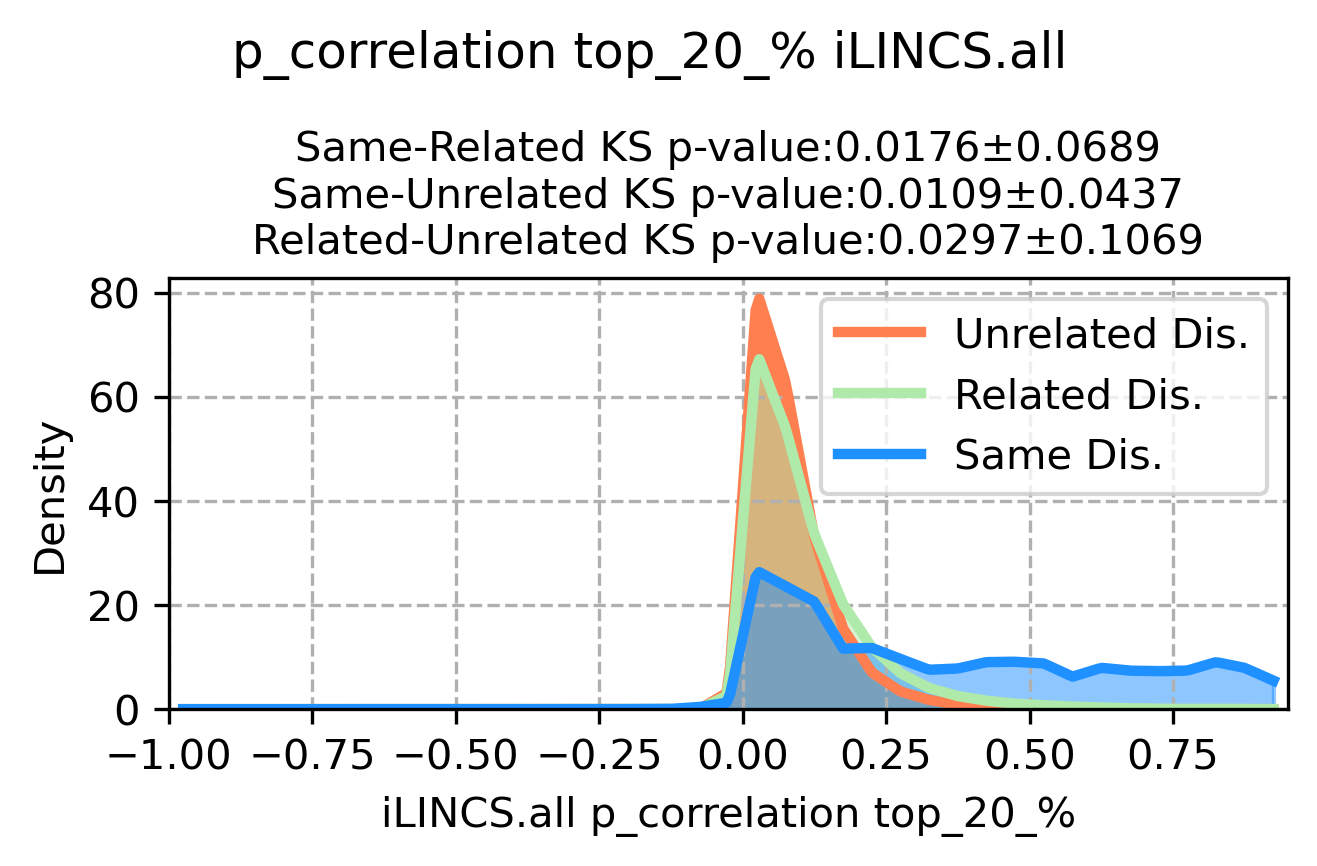 p_correlation top_20_% iLINCS.all
Same-Related KS p-value:0.0176±0.0689
Same-Unrelated KS p-value:0.0109±0.0437
Related-Unrelated KS p-value:0.0297±0.1069
80
60
40
20
0
Density
Unrelated Dis.
Related Dis.
Same Dis.
−1.00 −0.75 −0.50 −0.25 0.00 0.25 0.50 0.75
iLINCS.all p_correlation top_20_%